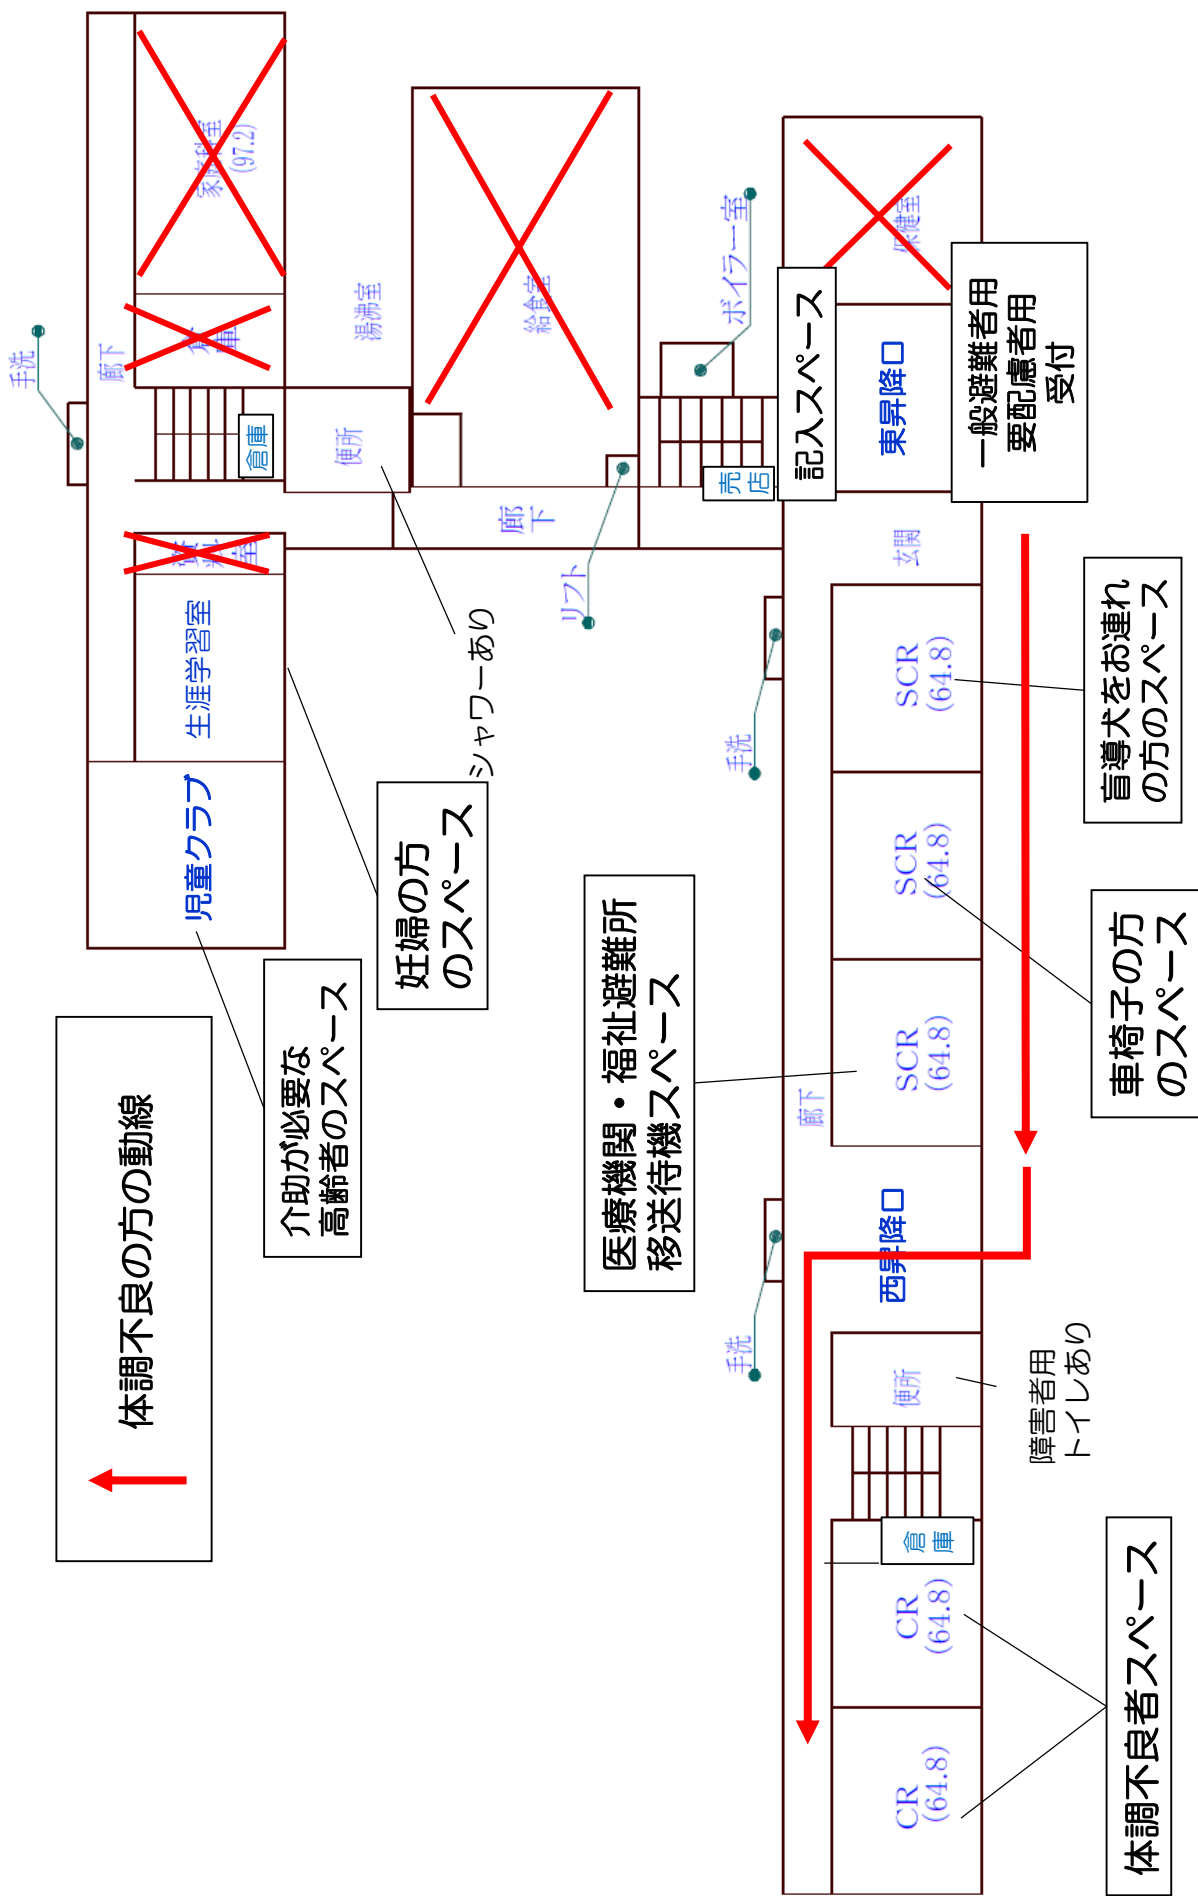 手洗
体調不良の方の動線
廊下
児童クラブ
生涯学習室
資料室
倉庫
家庭科室
(97.2)
倉庫
介助が必要な
高齢者のスペース
妊婦の方
のスペース
シャワーあり
便所
湯沸室
廊下
給食室
リフト
医療機関・福祉避難所
移送待機スペース
手洗
手洗
売店
ボイラー室
廊下
記入スペース
CR
(64.8)
CR
(64.8)
倉庫
便所
西昇降口
SCR
(64.8)
SCR
(64.8)
SCR
(64.8)
玄関
東昇降口
保健室
一般避難者用
要配慮者用
受付
障害者用
トイレあり
体調不良者スペース
車椅子の方
のスペース
盲導犬をお連れ
の方のスペース